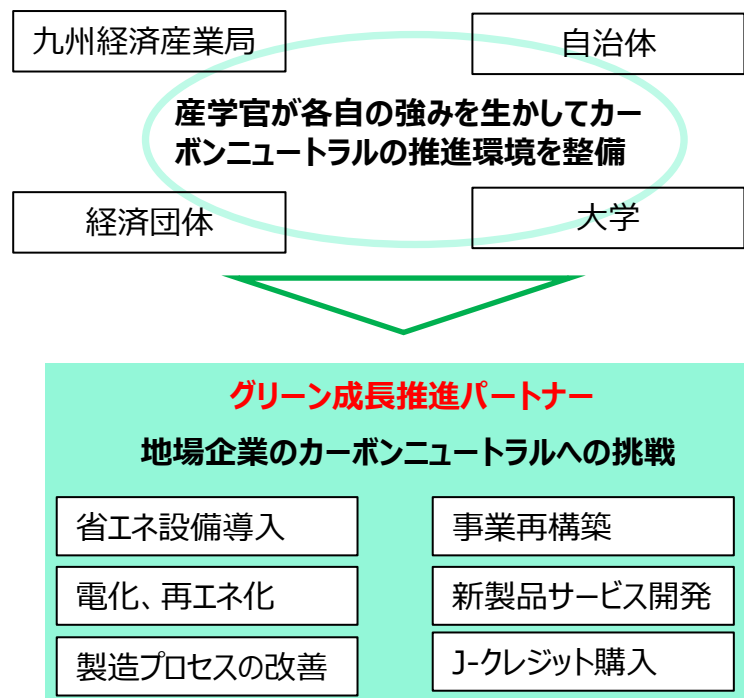 九州経済産業局
自治体
産学官が各自の強みを生かしてカー
ボンニュートラルの推進環境を整備
経済団体
大学
グリーン成長推進パートナー
地場企業のカーボンニュートラルへの挑戦
省エネ設備導入
事業再構築
電化、再エネ化
新製品サービス開発
製造プロセスの改善
J-クレジット購入